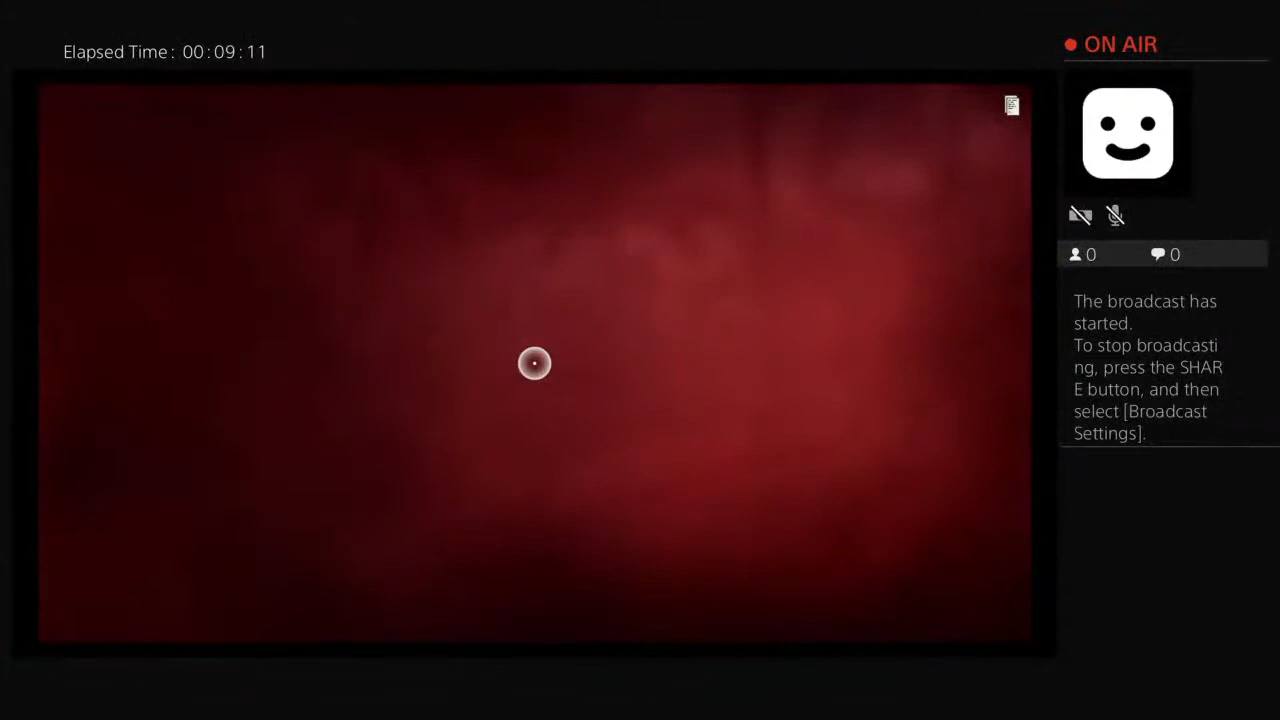 Elapsed Time: 00:09:11
ON AIR
0 0
The broadcast has
started.
To stop broadcasti
ng, press the SHAR
E button, and then
select [Broadcast
Settings].